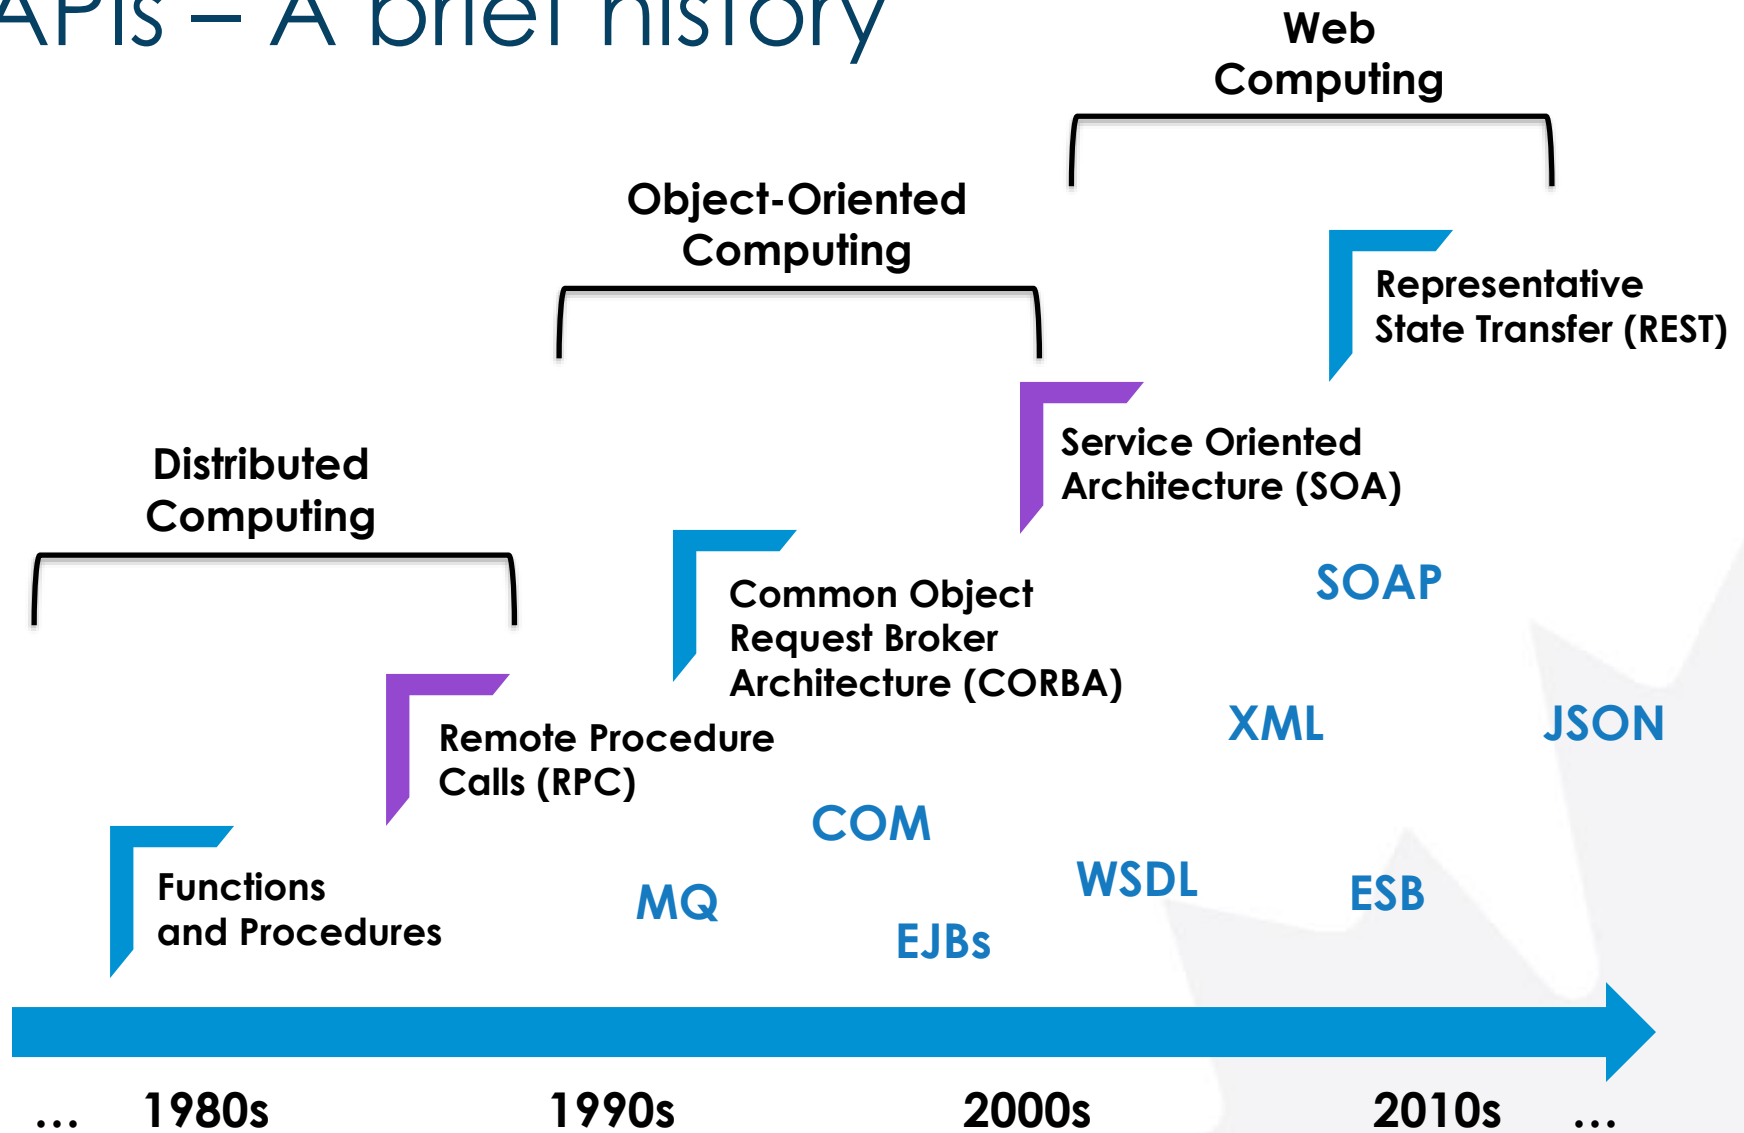 APIs – A brief history
Web
Computing
Object-Oriented
Computing
Representative
State Transfer (REST)
Service Oriented
Architecture (SOA)
Distributed
Computing
Common Object
Request Broker
Architecture (CORBA)
SOAP
Remote Procedure
Calls (RPC)
XML
JSON
COM
Functions
and Procedures
MQ
WSDL
ESB
EJBs
... 1980s 1990s 2000s 2010s ...